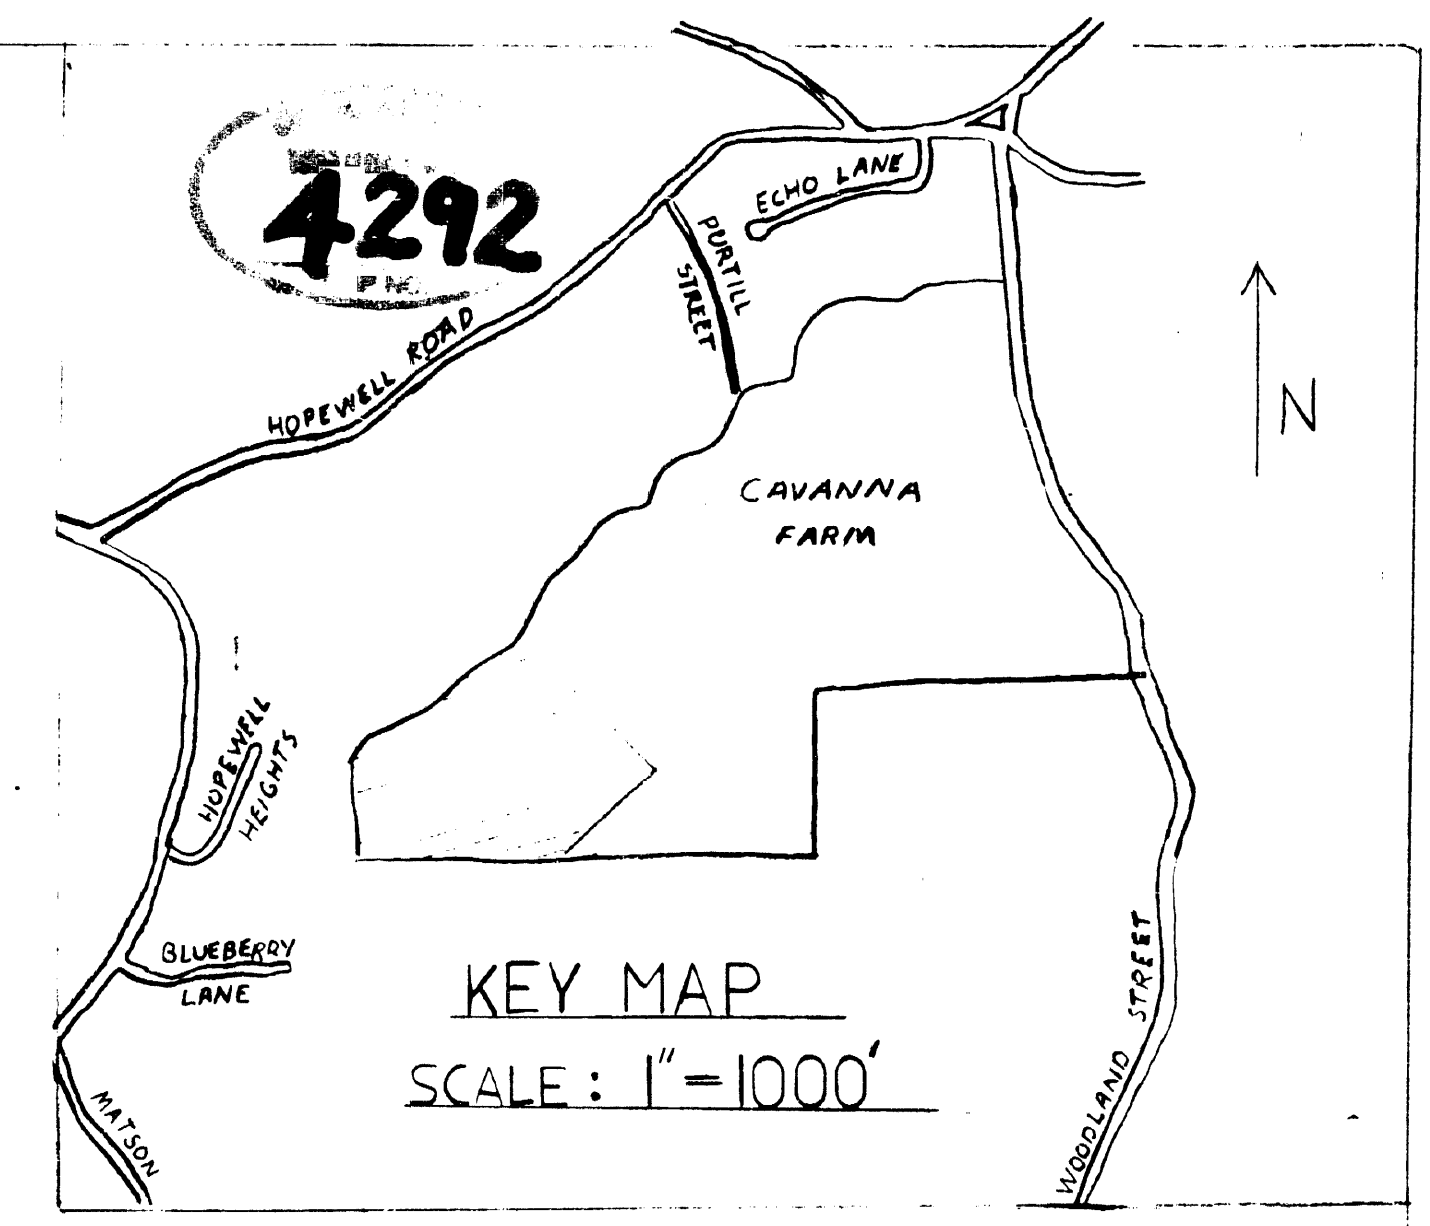 4292
ECHO LANE
PURTILL
STREET
HOPEWELL ROAD
N
CAVANNA
FARM
HOPEWELL
HEIGHTS
BLUEBERRY
LANE
KEY MAP
SCALE: 1"=1000'
MATSON
WOODLAND STREET